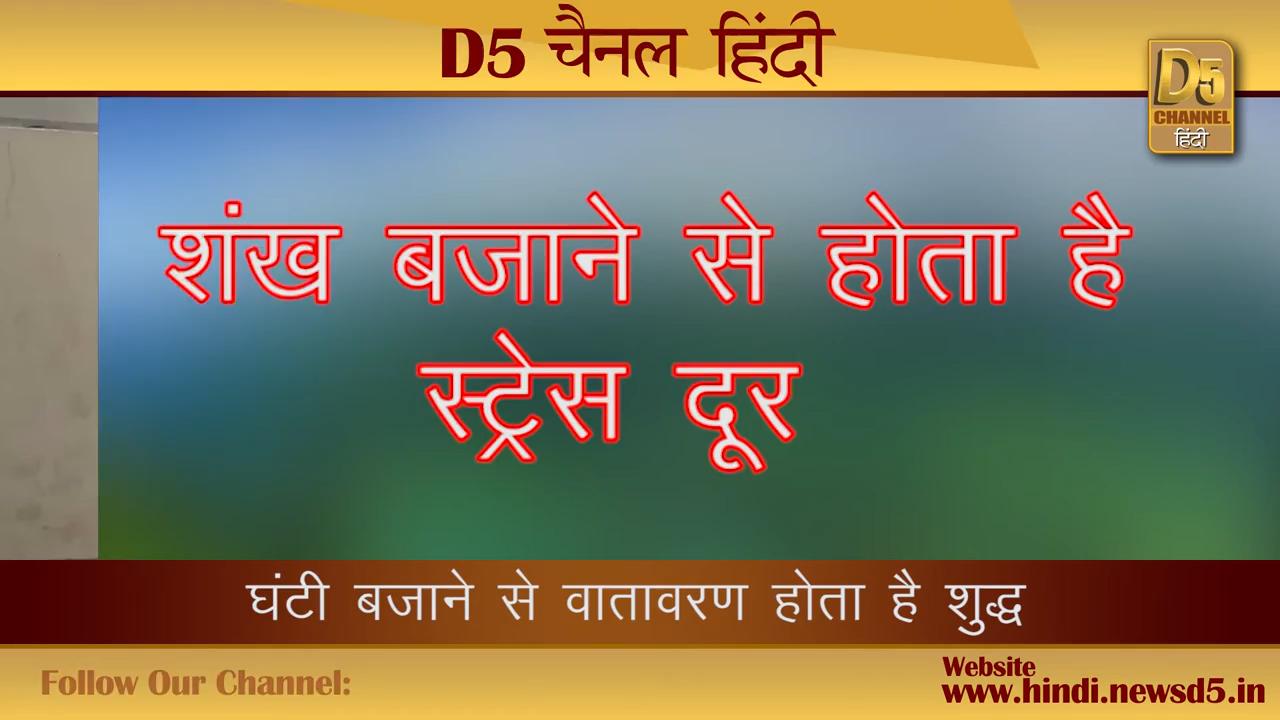 D5 चैनल हिंदी
D5
CHANNEL
हिंदी
शंख बजाने से होता है
स्ट्रेस दूर
घंटी बजाने से वातावरण होता है शुद्ध
Follow Our Channel:
Website
www.hindi.newsd5.in